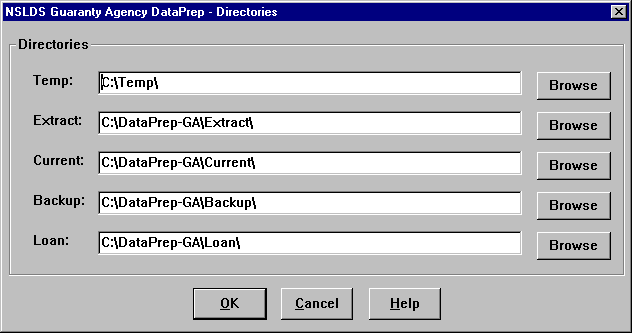 NSLDS Guaranty Agency DataPrep - Directories
Directories
Temp: C:\Temp\ Browse
Extract: C:\DataPrep-GA\Extract\ Browse
Current: C:\DataPrep-GA\Current\ Browse
Backup: C:\DataPrep-GA\Backup\ Browse
Loan: C:\DataPrep-GA\Loan\ Browse
OK Cancel Help